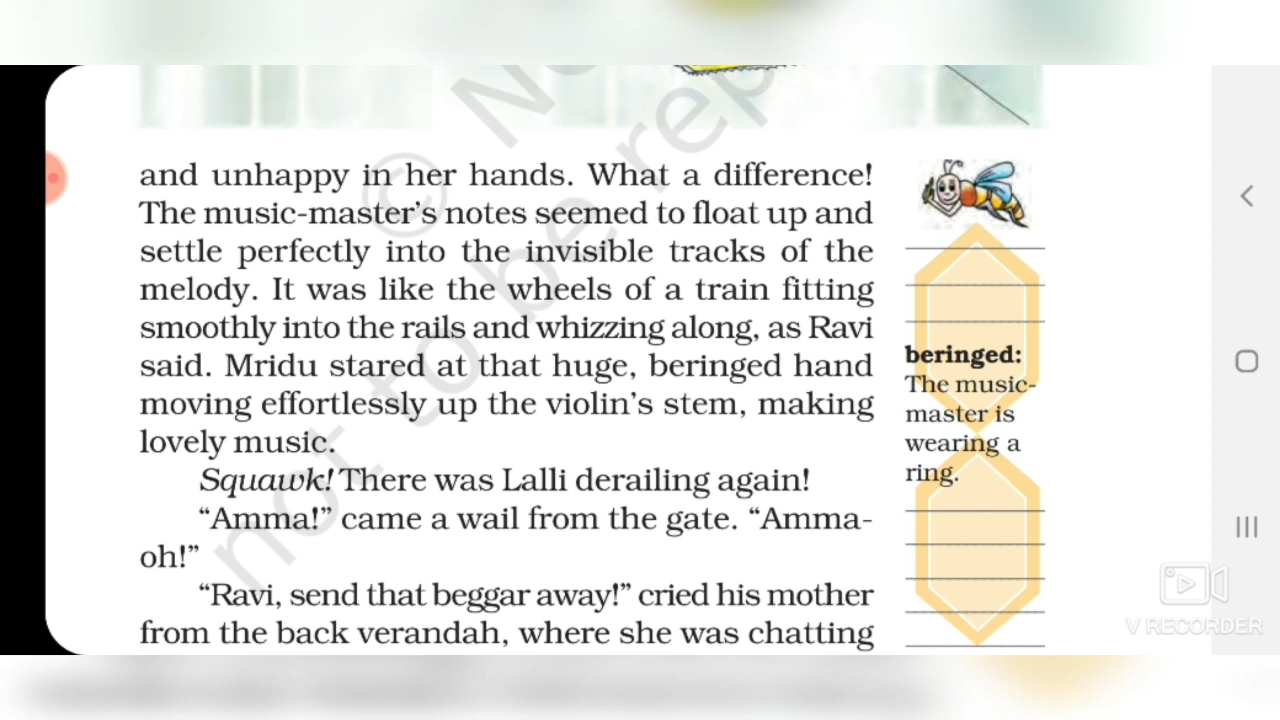 and unhappy in her hands. What a difference!
The music-master's notes seemed to float up and
settle perfectly into the invisible tracks of the
melody. It was like the wheels of a train fitting
smoothly into the rails and whizzing along, as Ravi
said. Mridu stared at that huge, beringed hand
moving effortlessly up the violin's stem, making
lovely music.
Squawk! There was Lalli derailing again!
“Amma!” came a wail from the gate. “Amma-
oh!”
“Ravi, send that beggar away!” cried his mother
from the back verandah, where she was chatting
beringed:
The music-
master is
wearing a
ring.
© No
not to be rep
V RECORDER